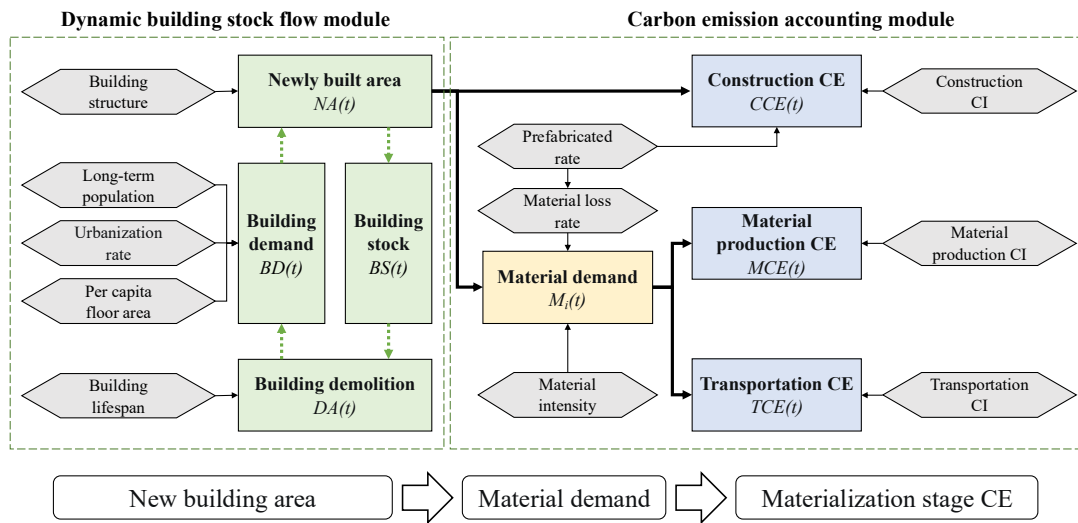 Dynamic building stock flow module
Carbon emission accounting module
Building
structure
Newly built area
NA(t)
Construction CE
CCE(t)
Construction
CI
Prefabricated
rate
Long-term
population
Urbanization
rate
Per capita
floor area
Building
demand
BD(t)
Building
stock
BS(t)
Material loss
rate
Material
production CE
MCE(t)
Material
production CI
Material demand
Mi(t)
Building
lifespan
Building demolition
DA(t)
Material
intensity
Transportation CE
TCE(t)
Transportation
CI
New building area
Material demand
Materialization stage CE